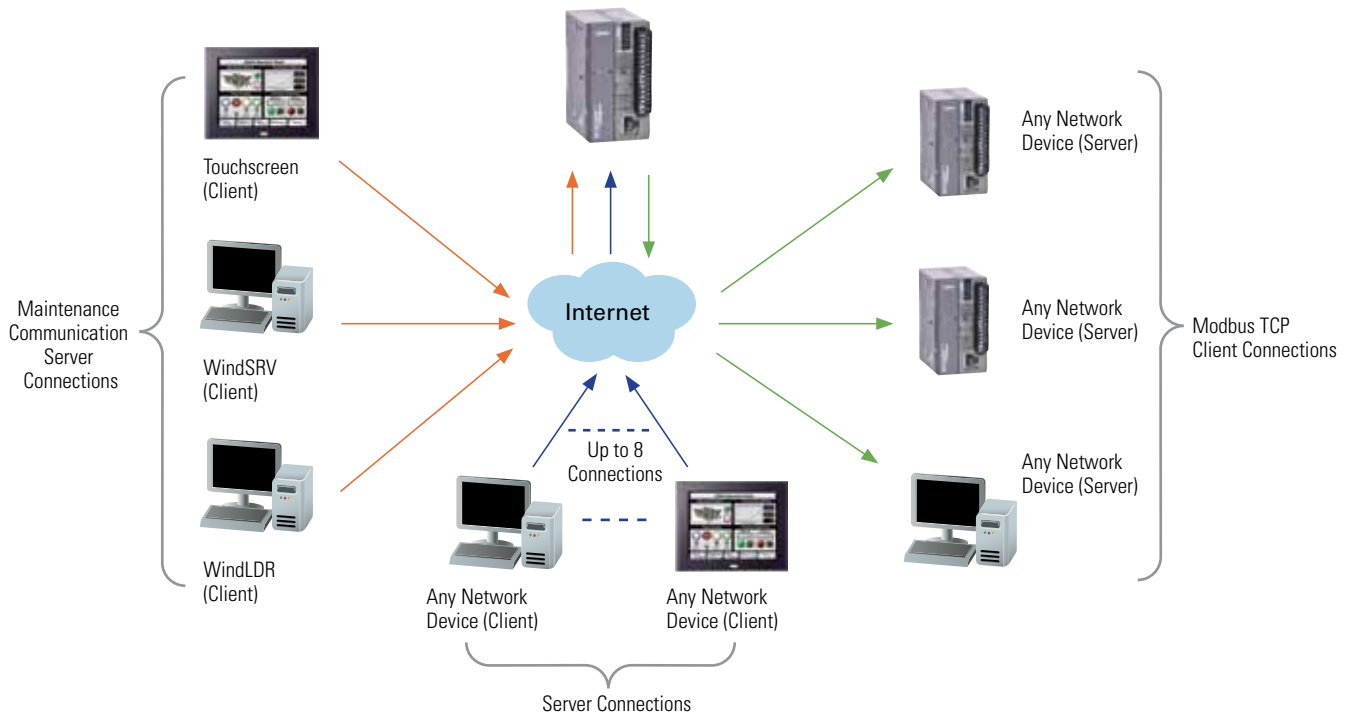 Maintenance
Communication
Server
Connections
Touchscreen
(Client)
WindSRV
(Client)
WindLDR
(Client)
Internet
Up to 8
Connections
Any Network
Device (Client)
Any Network
Device (Client)
Server Connections
Any Network
Device (Server)
Any Network
Device (Server)
Any Network
Device (Server)
Modbus TCP
Client Connections